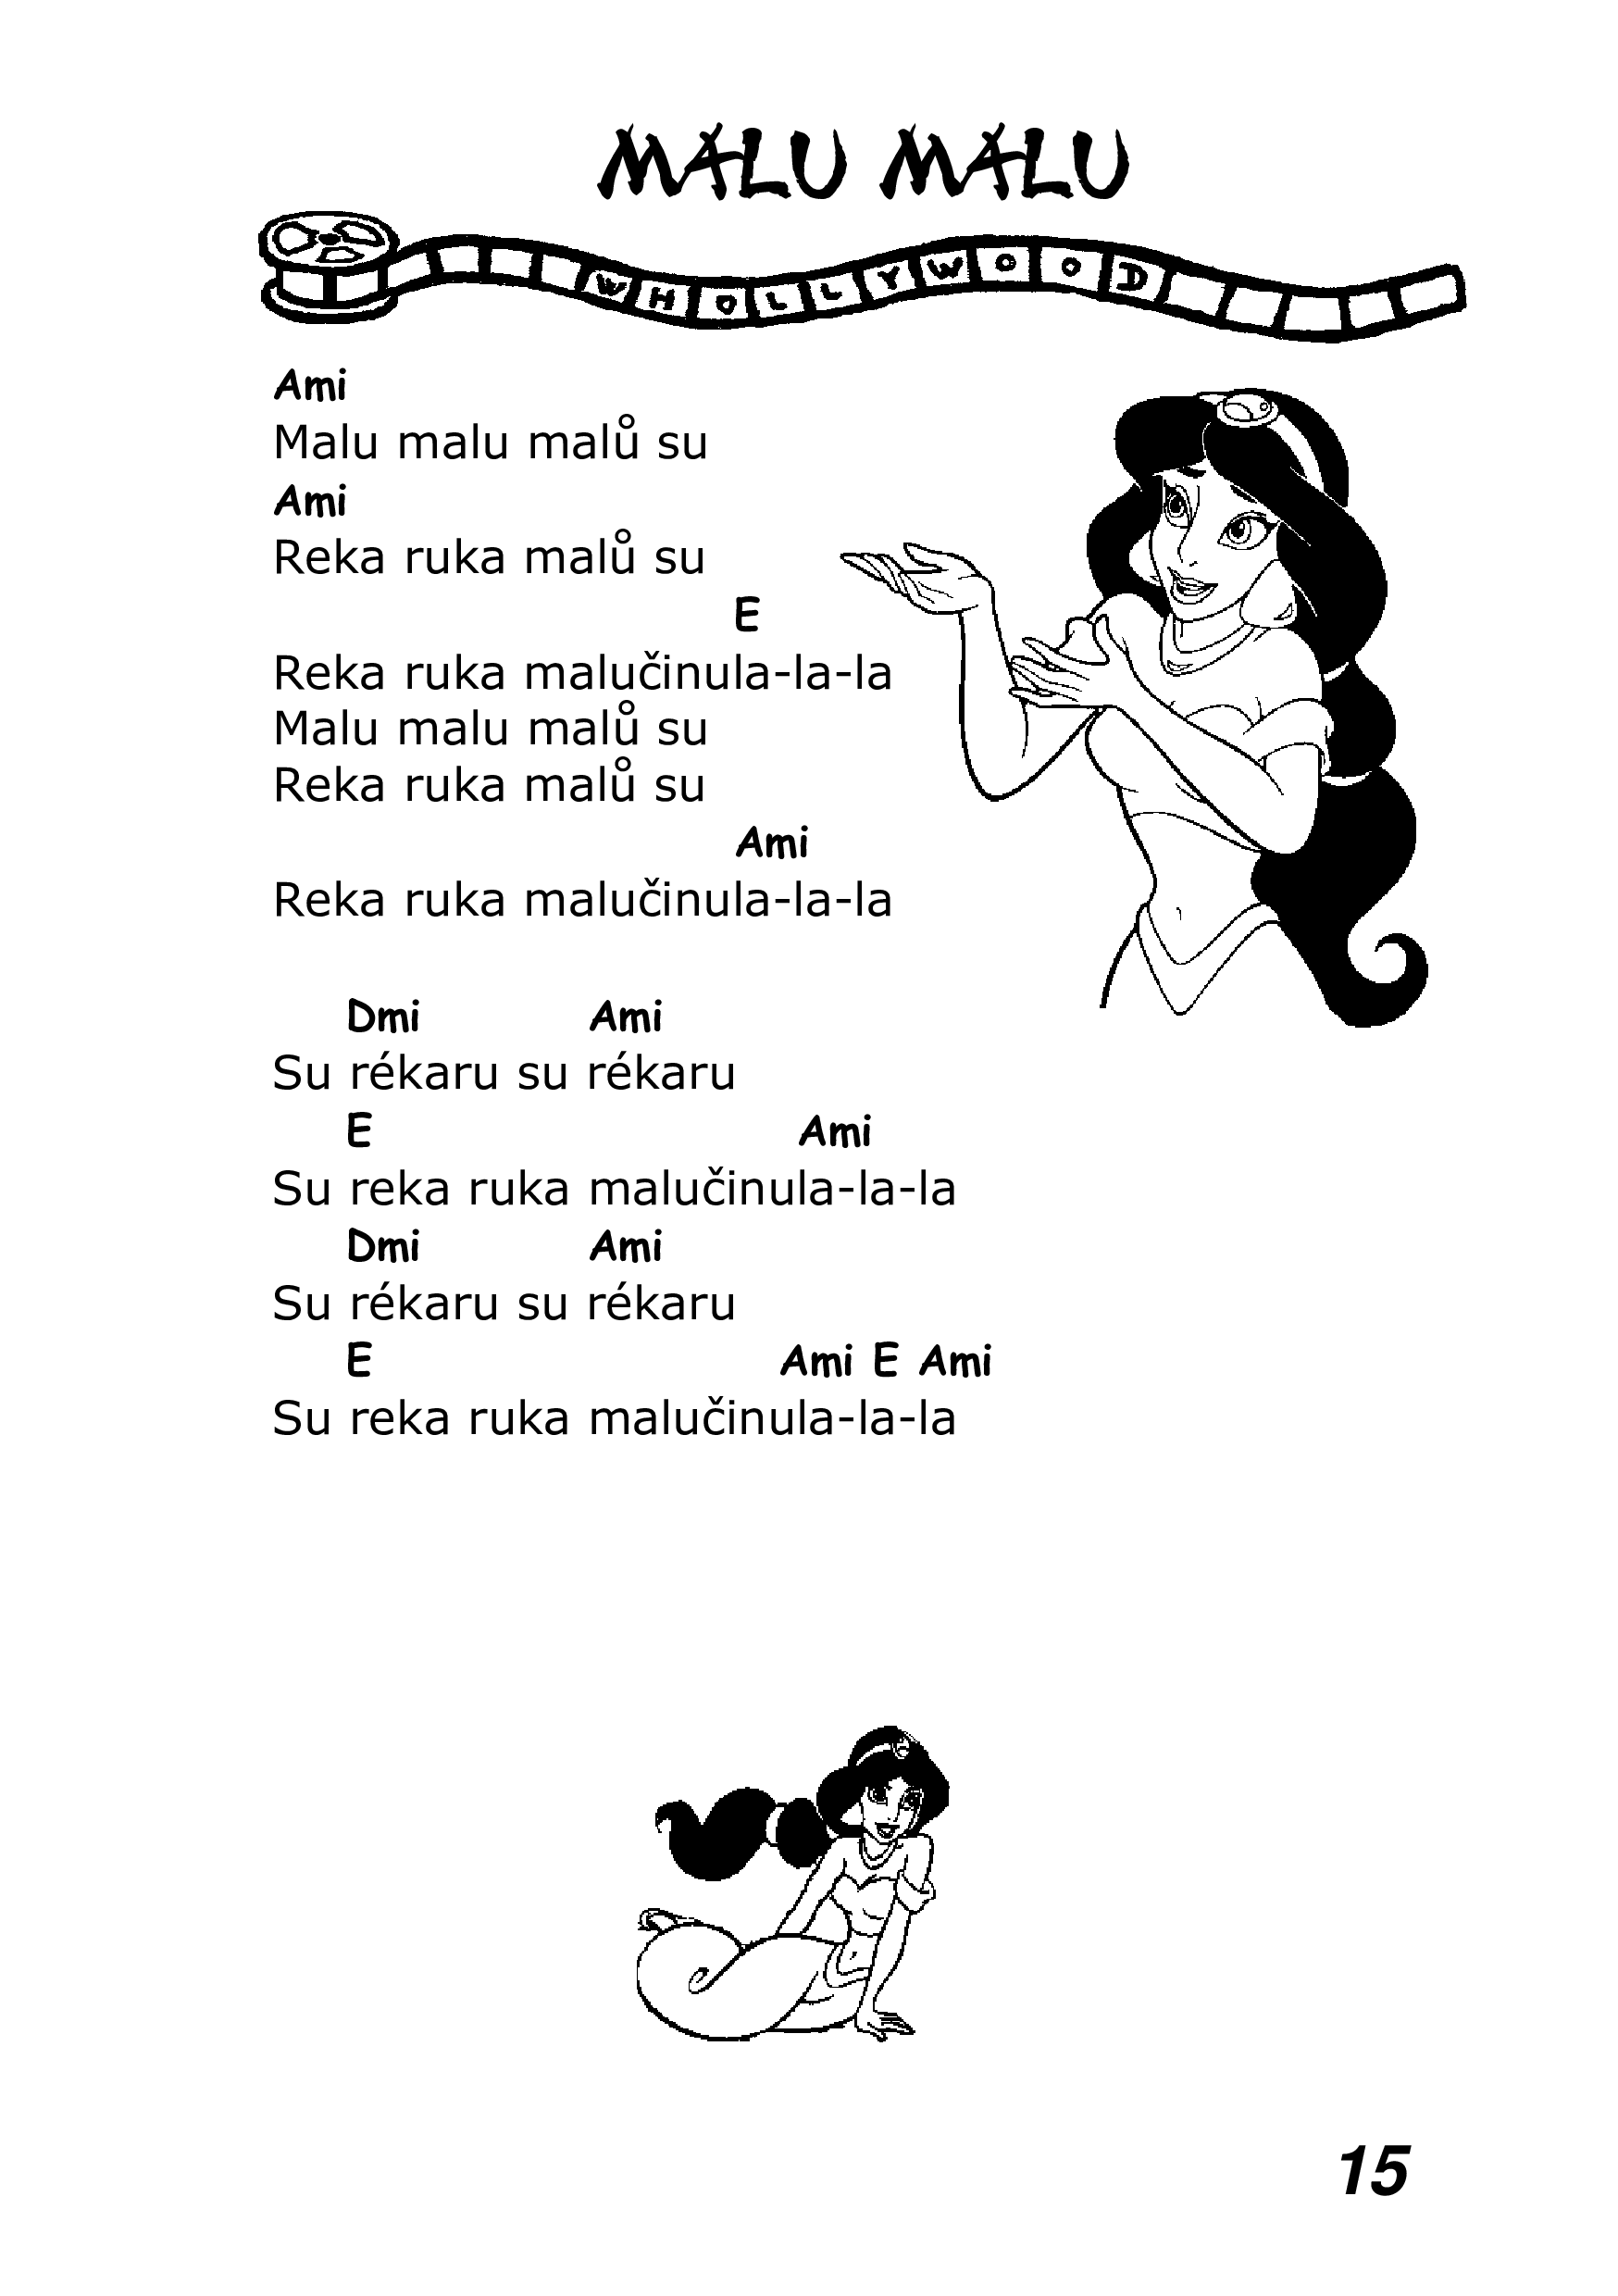 MALU MALU
WHOLLYWOOD
Ami
Malu malu malů su
Ami
Reka ruka malů su
E
Reka ruka malučinula-la-la
Malu malu malů su
Reka ruka malů su
Ami
Reka ruka malučinula-la-la
Dmi Ami
Su rékaru su rékaru
E Ami
Su reka ruka malučinula-la-la
Dmi Ami
Su rékaru su rékaru
E Ami E Ami
Su reka ruka malučinula-la-la
15